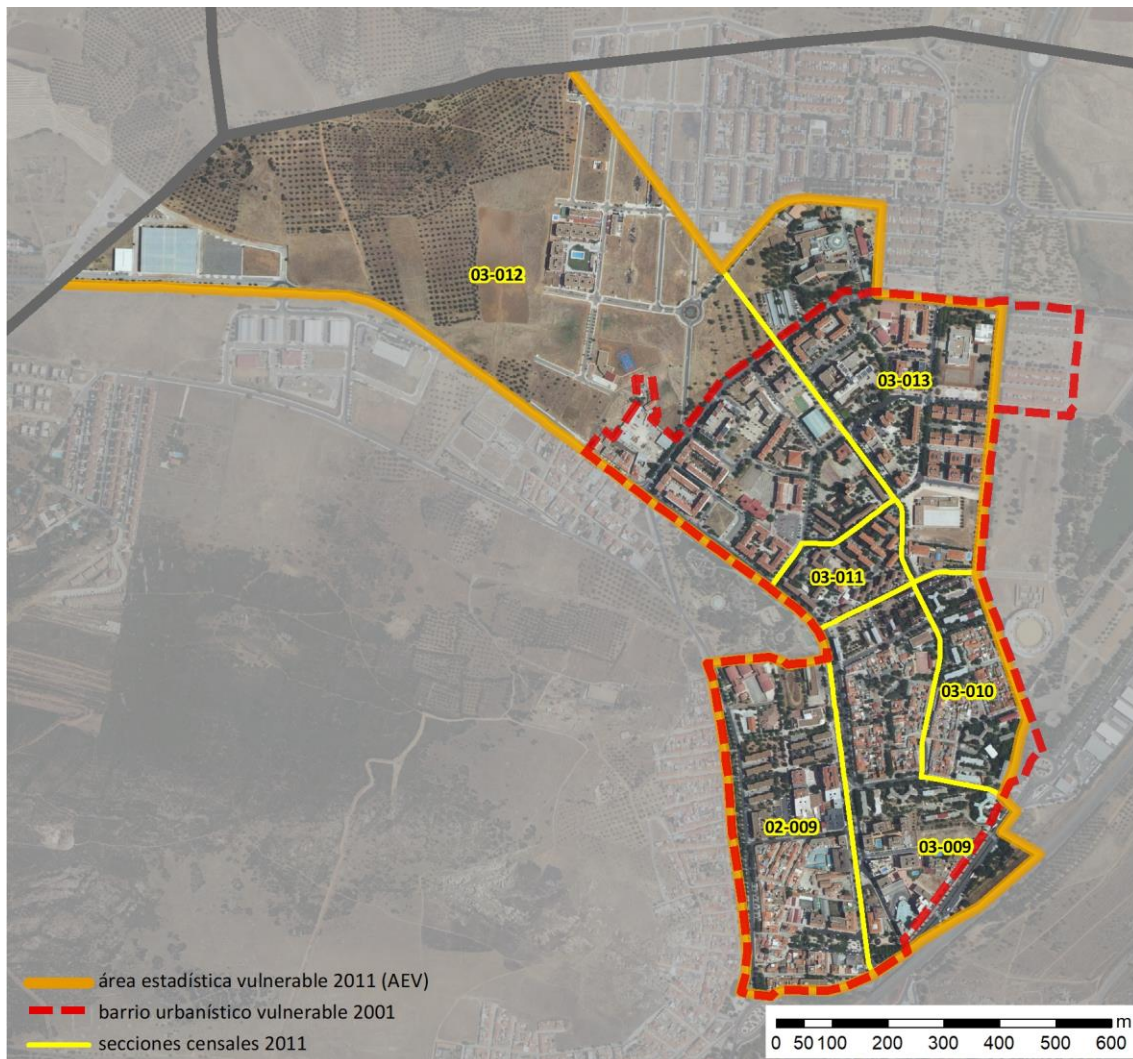 03-012
03-013
03-011
03-010
02-009
03-009
área estadística vulnerable 2011 (AEV)
barrio urbanístico vulnerable 2001
secciones censales 2011
m
0 50 100 200 300 400 500 600